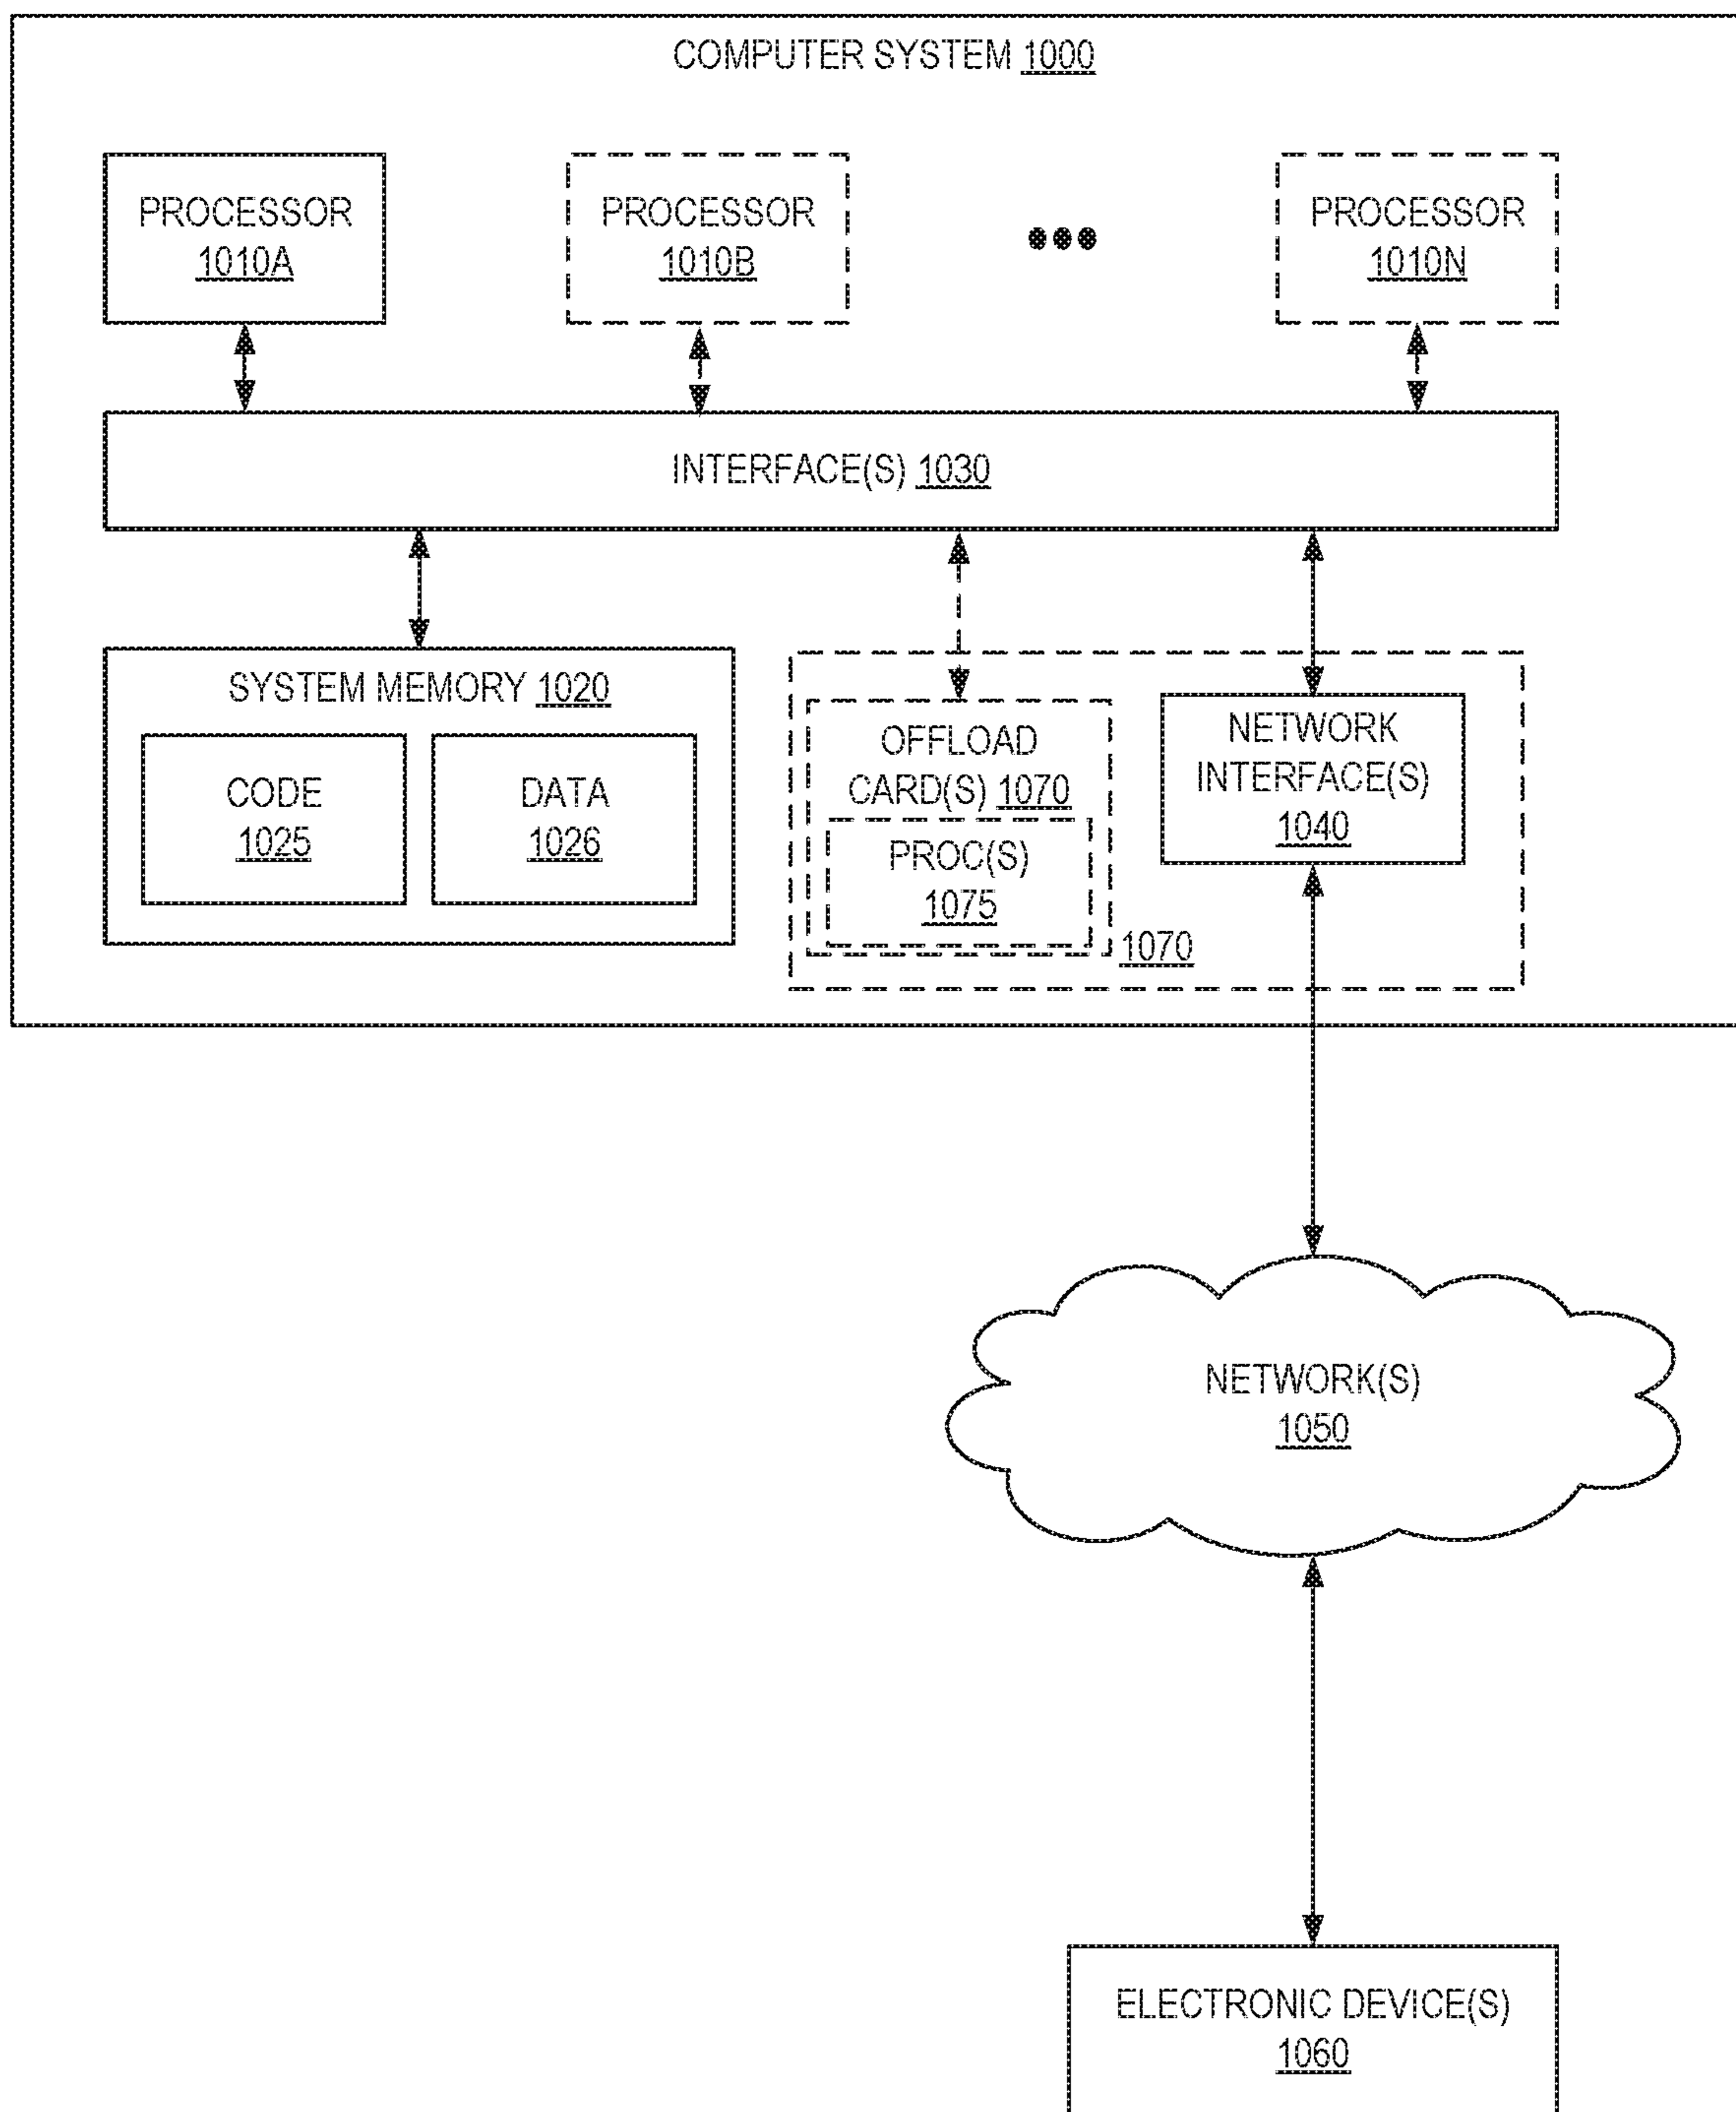 COMPUTER SYSTEM 1000
PROCESSOR
1010A
PROCESSOR
1010B
PROCESSOR
1010N
INTERFACE(S) 1030
SYSTEM MEMORY 1020
CODE
1025
DATA
1026
OFFLOAD
CARD(S) 1070
PROC(S)
1075
1070
NETWORK
INTERFACE(S)
1040
NETWORK(S)
1050
ELECTRONIC DEVICE(S)
1060